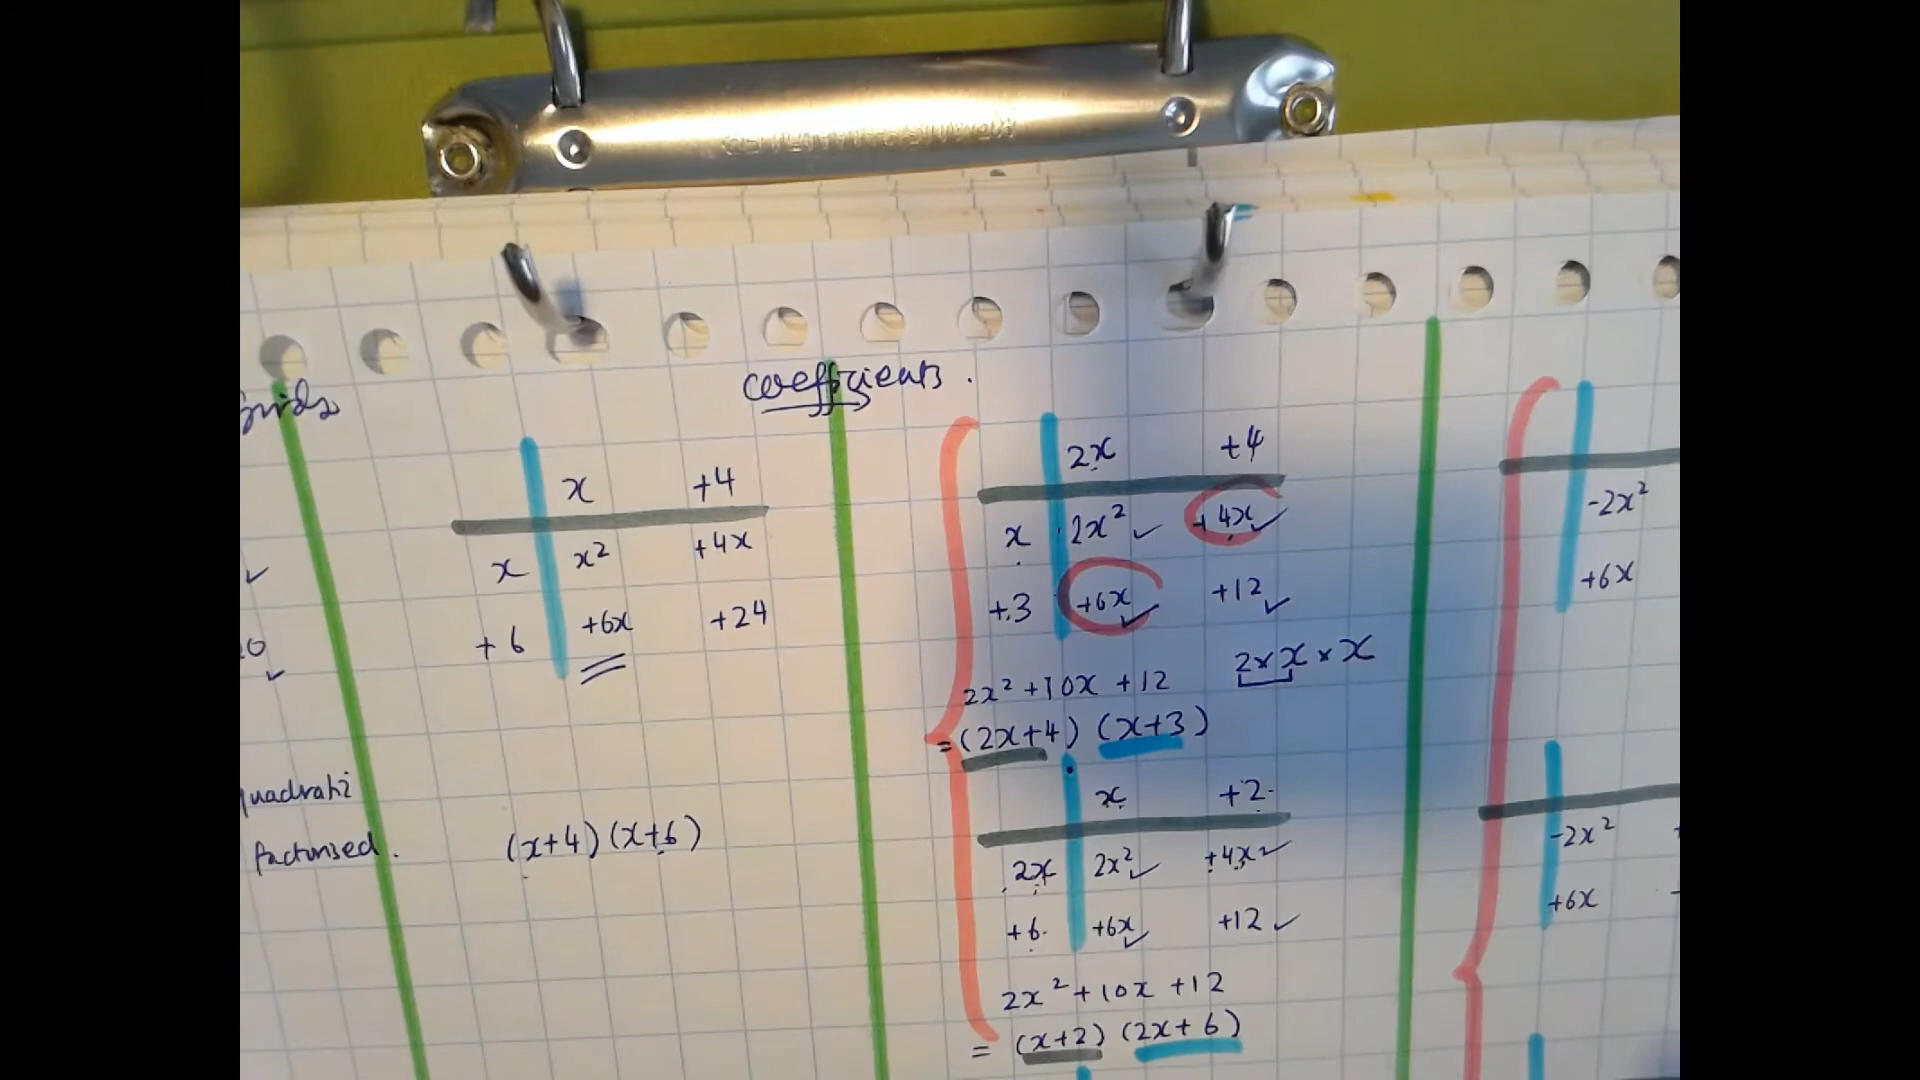 coefficients.
x +4
x x² +4x
+6 +6x +24
(x+4)(x+6)
factorised.
2x +4
x 2x² +4x
+3 +6x +12
2x²+10x+12
2×x×x
=(2x+4)(x+3)
x +2
2x 2x² +4x
+6 +6x +12
2x²+10x+12
=(x+2)(2x+6)
-2x²
+6x
-2x²
+6x